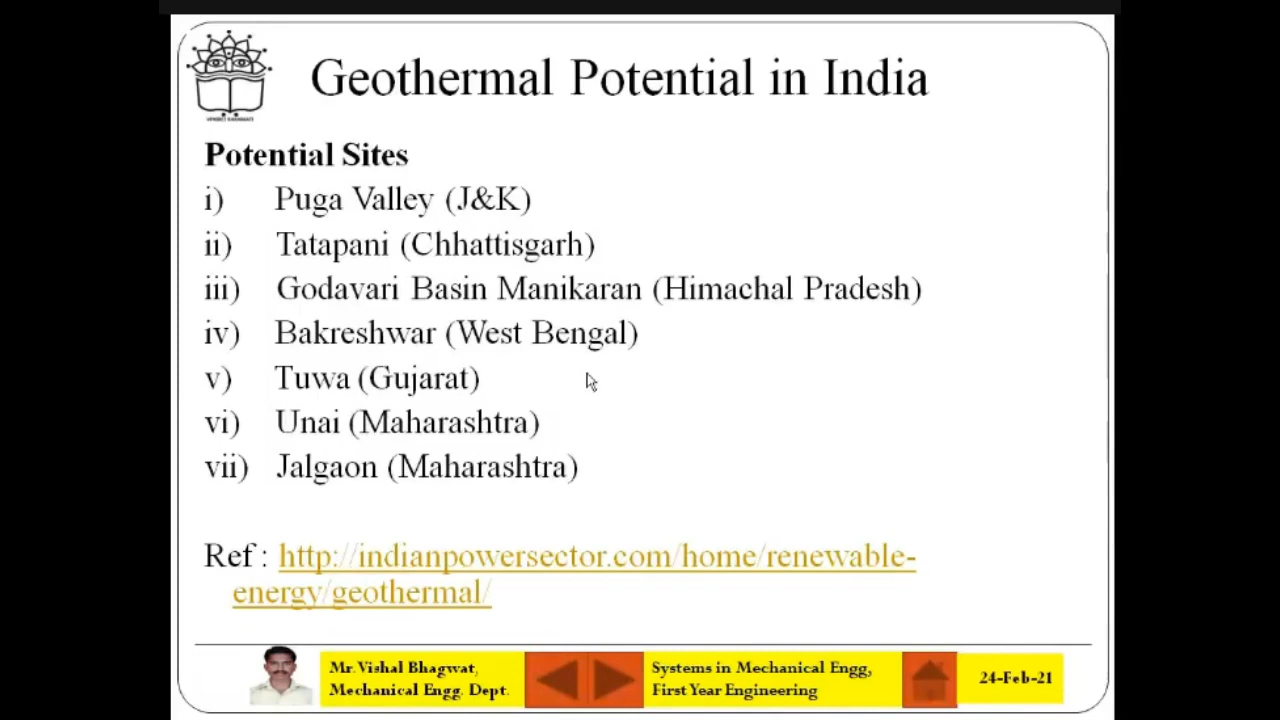 Geothermal Potential in India
Potential Sites
i) Puga Valley (J&K)
ii) Tatapani (Chhattisgarh)
iii) Godavari Basin Manikaran (Himachal Pradesh)
iv) Bakreshwar (West Bengal)
v) Tuwa (Gujarat)
vi) Unai (Maharashtra)
vii) Jalgaon (Maharashtra)
Ref : http://indianpowersector.com/home/renewable-
energy/geothermal/
Mr. Vishal Bhagwat,
Mechanical Engg. Dept.
Systems in Mechanical Engg,
First Year Engineering
24-Feb-21